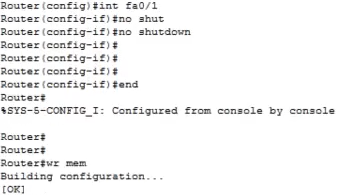 Router(config)#int fa0/1
Router(config-if)#no shut
Router(config-if)#no shutdown
Router(config-if)#
Router(config-if)#
Router(config-if)#
Router(config-if)#end
Router#
%SYS-5-CONFIG_I: Configured from console by console
Router#
Router#
Router#wr mem
Building configuration...
[OK]